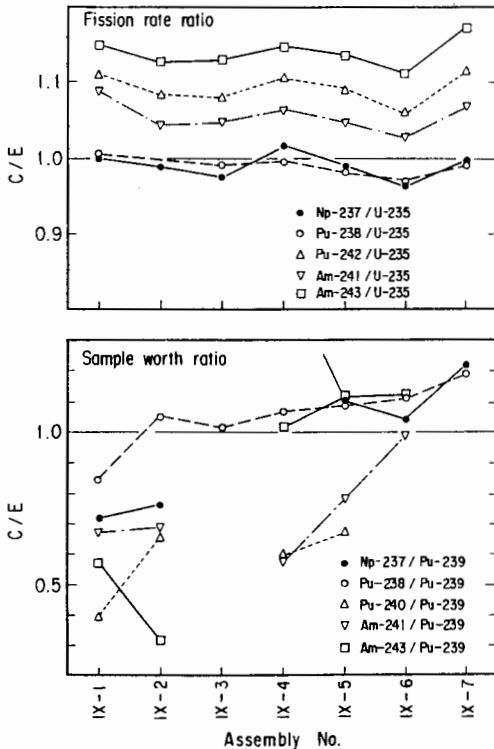 Fission rate ratio
1.1
1.0
0.9
C/E
Np-237/U-235
Pu-238/U-235
Pu-242/U-235
Am-241/U-235
Am-243/U-235
Sample worth ratio
1.0
0.5
C/E
Np-237/Pu-239
Pu-238/Pu-239
Pu-240/Pu-239
Am-241/Pu-239
Am-243/Pu-239
IX-1
IX-2
IX-3
IX-4
IX-5
IX-6
IX-7
Assembly No.